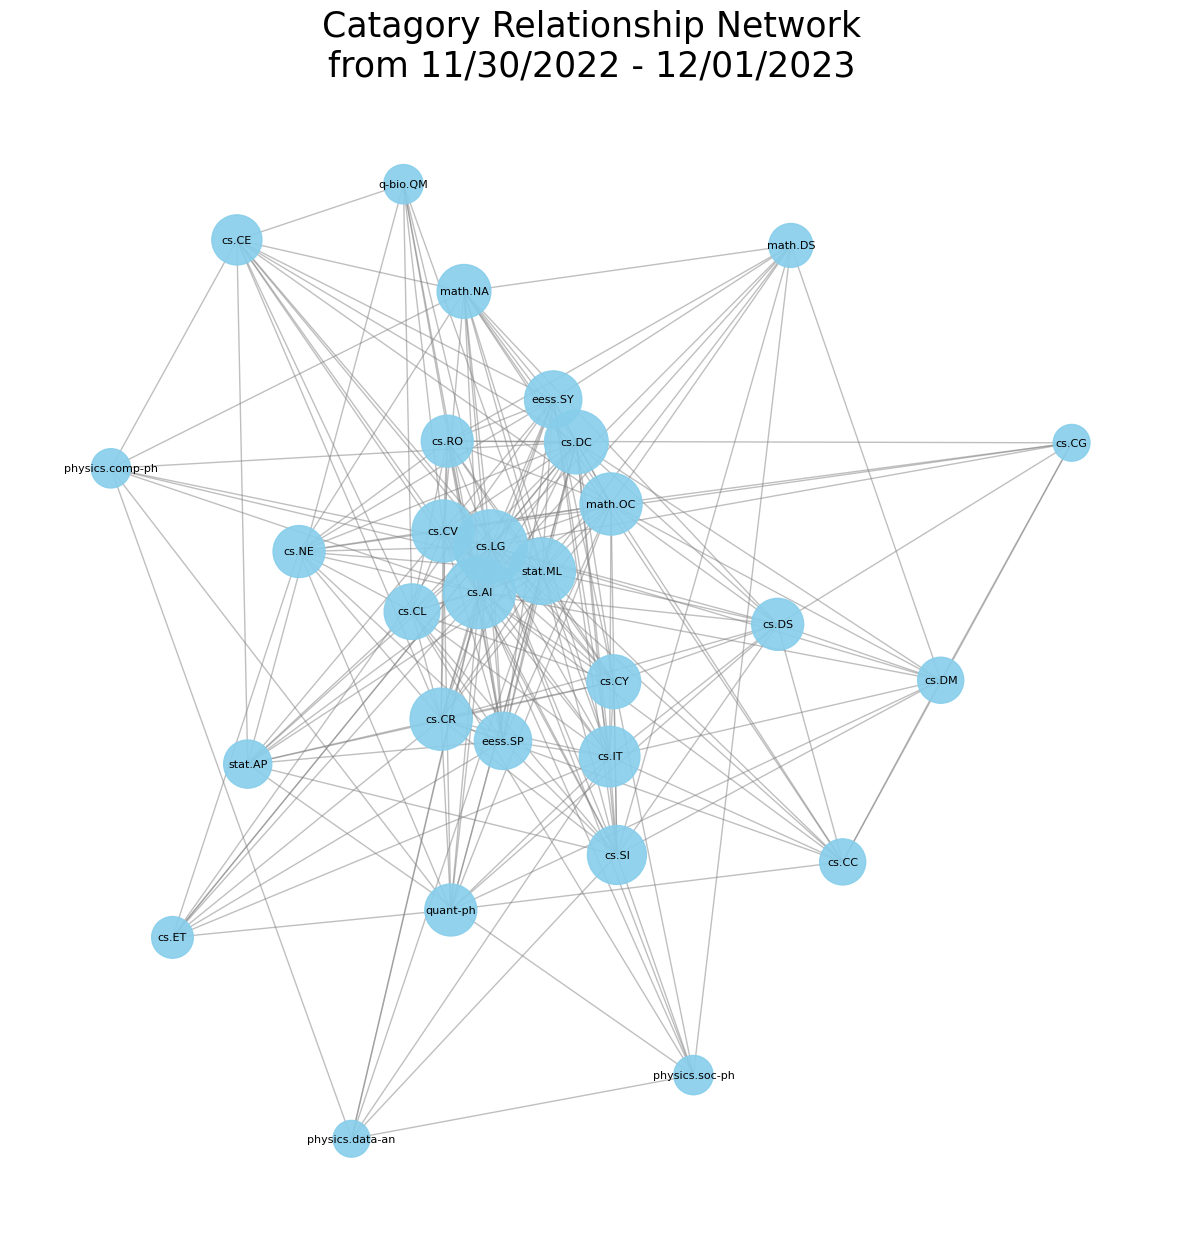 Catagory Relationship Network
from 11/30/2022 - 12/01/2023
q-bio.QM
cs.CE
math.DS
math.NA
eess.SY
cs.RO
cs.DC
cs.CG
physics.comp-ph
math.OC
cs.CV
cs.LG
cs.NE
stat.ML
cs.AI
cs.CL
cs.DS
cs.CY
cs.DM
cs.CR
eess.SP
cs.IT
stat.AP
cs.SI
cs.CC
quant-ph
cs.ET
physics.soc-ph
physics.data-an